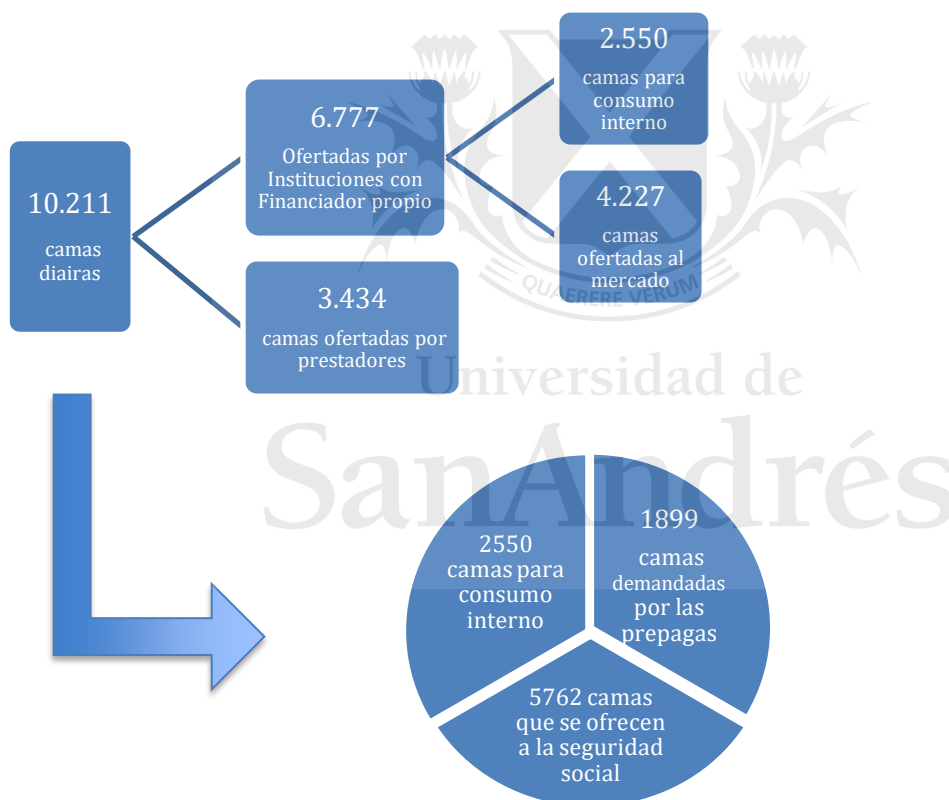 10.211
camas
diairas
6.777
Ofertadas por
Instituciones con
Financiador propio
3.434
camas ofertadas por
prestadores
2.550
camas para
consumo
interno
4.227
camas
ofertadas al
mercado
QUAERERE VERUM
Universidad de
SanAndrés
2550
camas para
consumo
interno
1899
camas
demandadas
por las
prepagas
5762 camas
que se ofrecen
a la seguridad
social